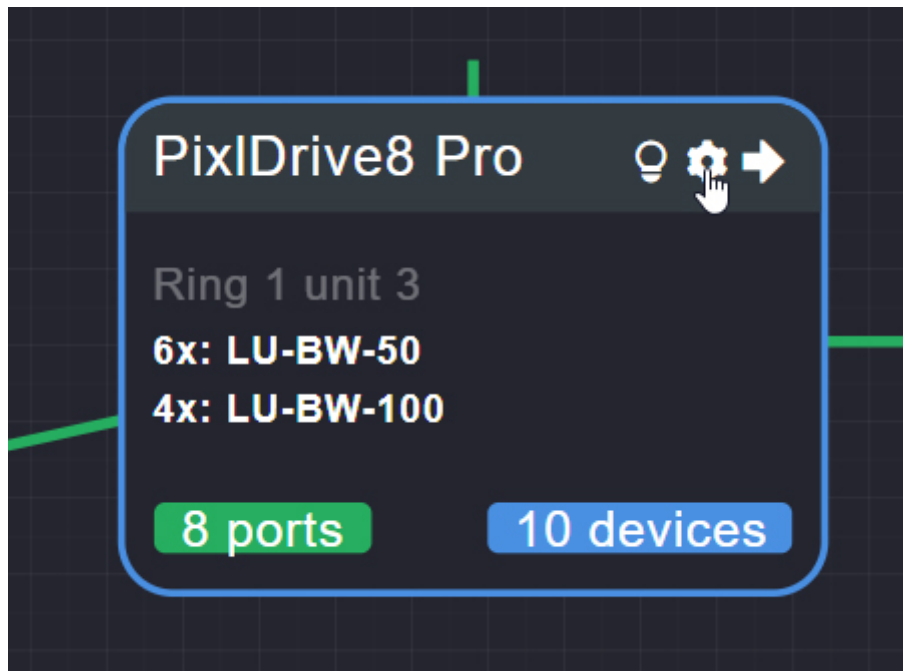 PixlDrive8 Pro
Ring 1 unit 3
6x: LU-BW-50
4x: LU-BW-100
8 ports
10 devices